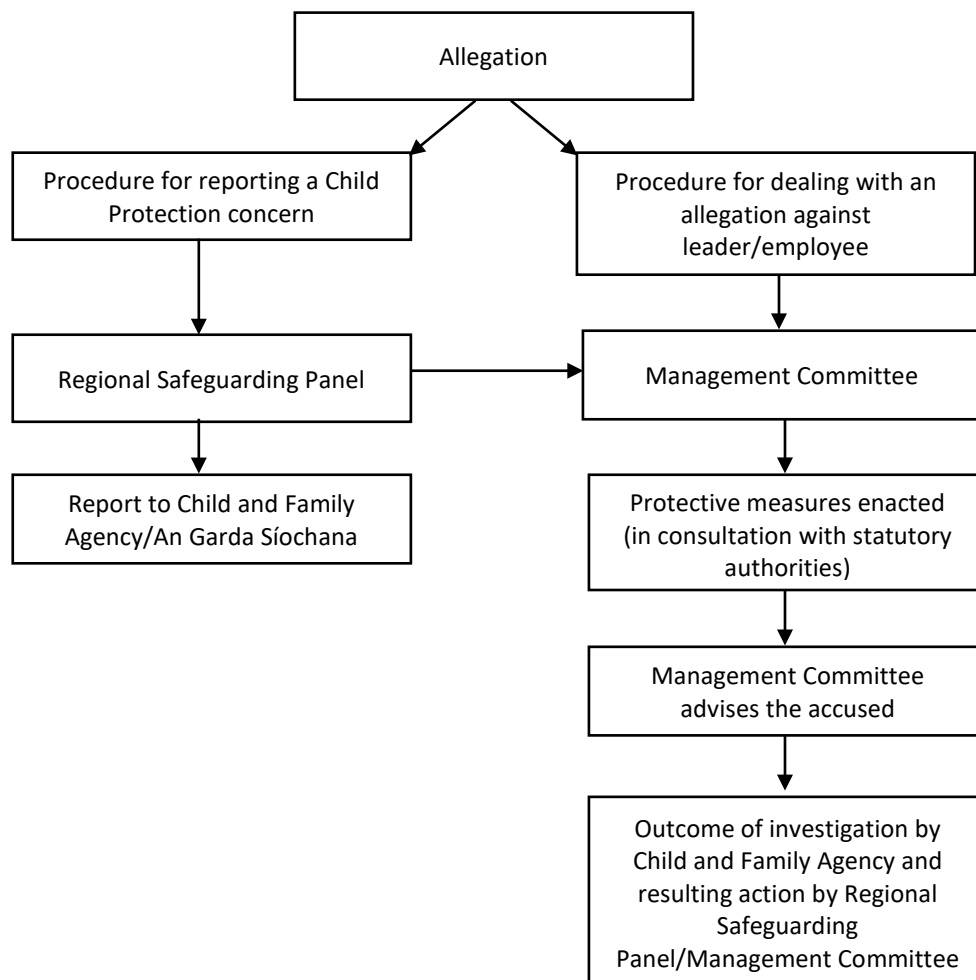 Allegation
Procedure for reporting a Child
Protection concern
Procedure for dealing with an
allegation against
leader/employee
Regional Safeguarding Panel
Management Committee
Report to Child and Family
Agency/An Garda Síochana
Protective measures enacted
(in consultation with statutory
authorities)
Management Committee
advises the accused
Outcome of investigation by
Child and Family Agency and
resulting action by Regional
Safeguarding
Panel/Management Committee